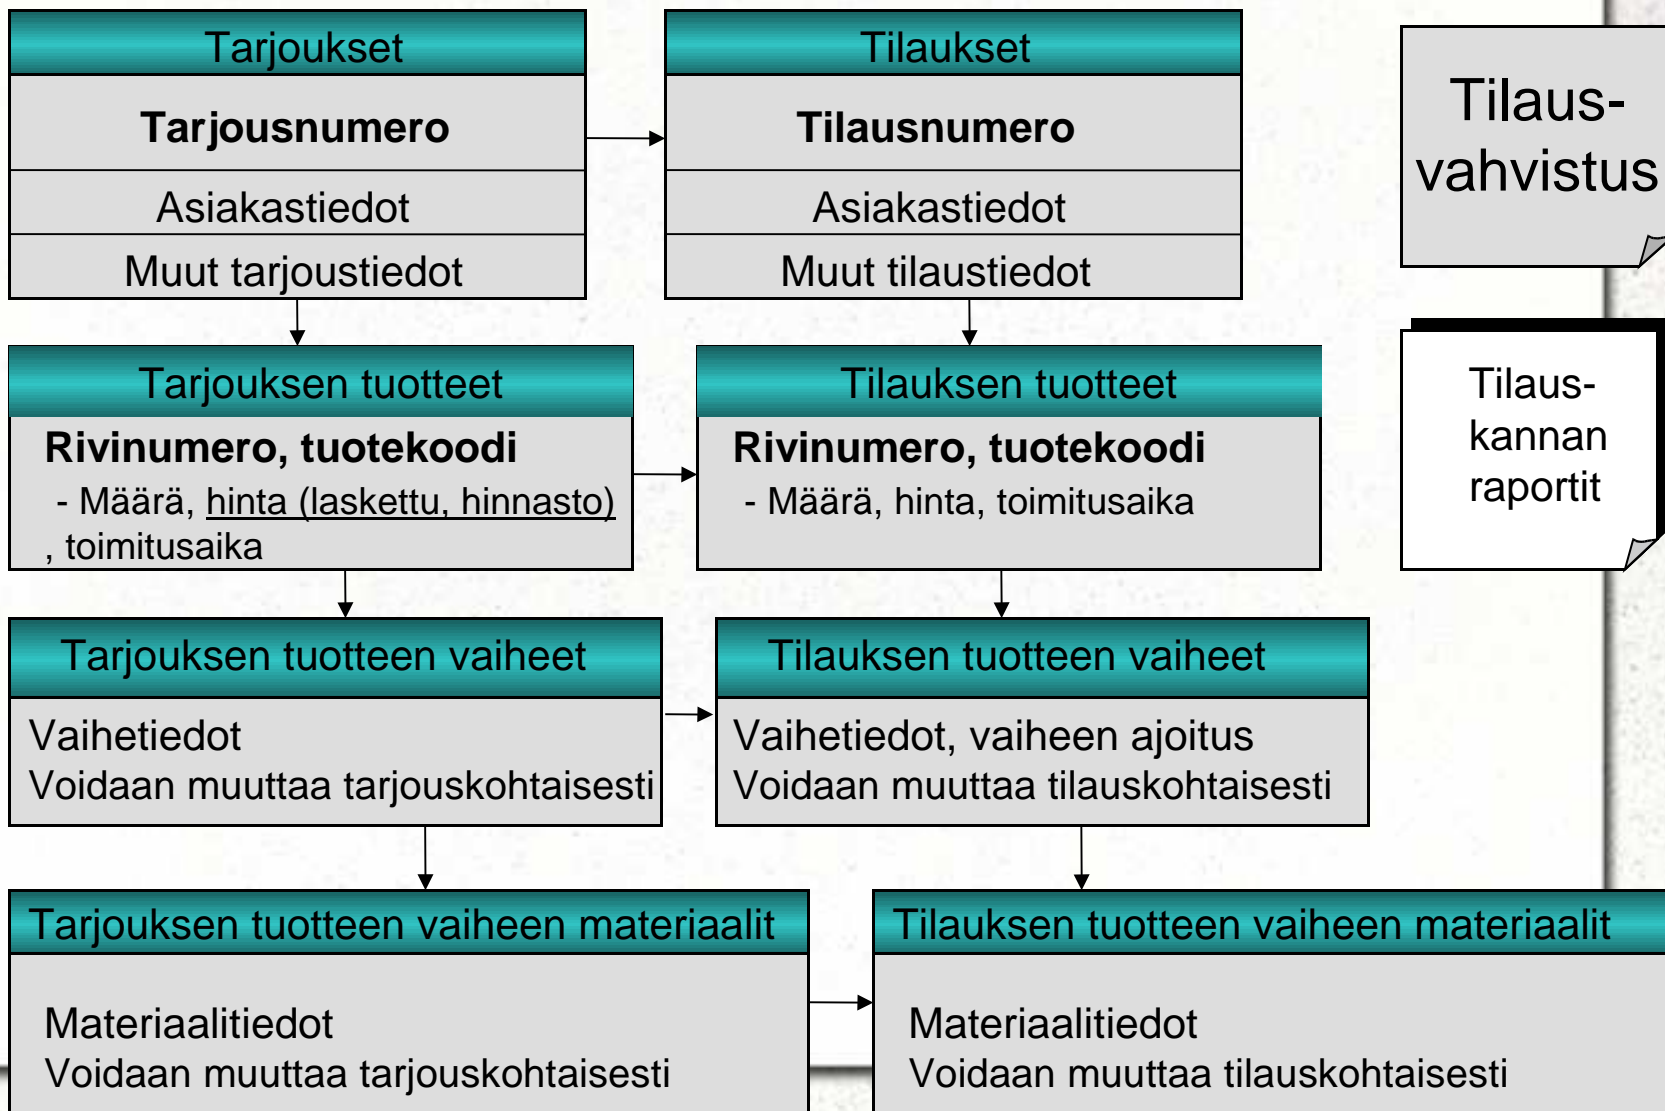 Tarjoukset
Tarjousnumero
Asiakastiedot
Muut tarjoustiedot
Tilaukset
Tilausnumero
Asiakastiedot
Muut tilaustiedot
Tilaus-
vahvistus
Tarjouksen tuotteet
Rivinumero, tuotekoodi
- Määrä, hinta (laskettu, hinnasto)
, toimitusaika
Tilauksen tuotteet
Rivinumero, tuotekoodi
- Määrä, hinta, toimitusaika
Tilaus-
kannan
raportit
Tarjouksen tuotteen vaiheet
Vaihetiedot
Voidaan muuttaa tarjouskohtaisesti
Tilauksen tuotteen vaiheet
Vaihetiedot, vaiheen ajoitus
Voidaan muuttaa tilauskohtaisesti
Tarjouksen tuotteen vaiheen materiaalit
Materiaalitiedot
Voidaan muuttaa tarjouskohtaisesti
Tilauksen tuotteen vaiheen materiaalit
Materiaalitiedot
Voidaan muuttaa tilauskohtaisesti